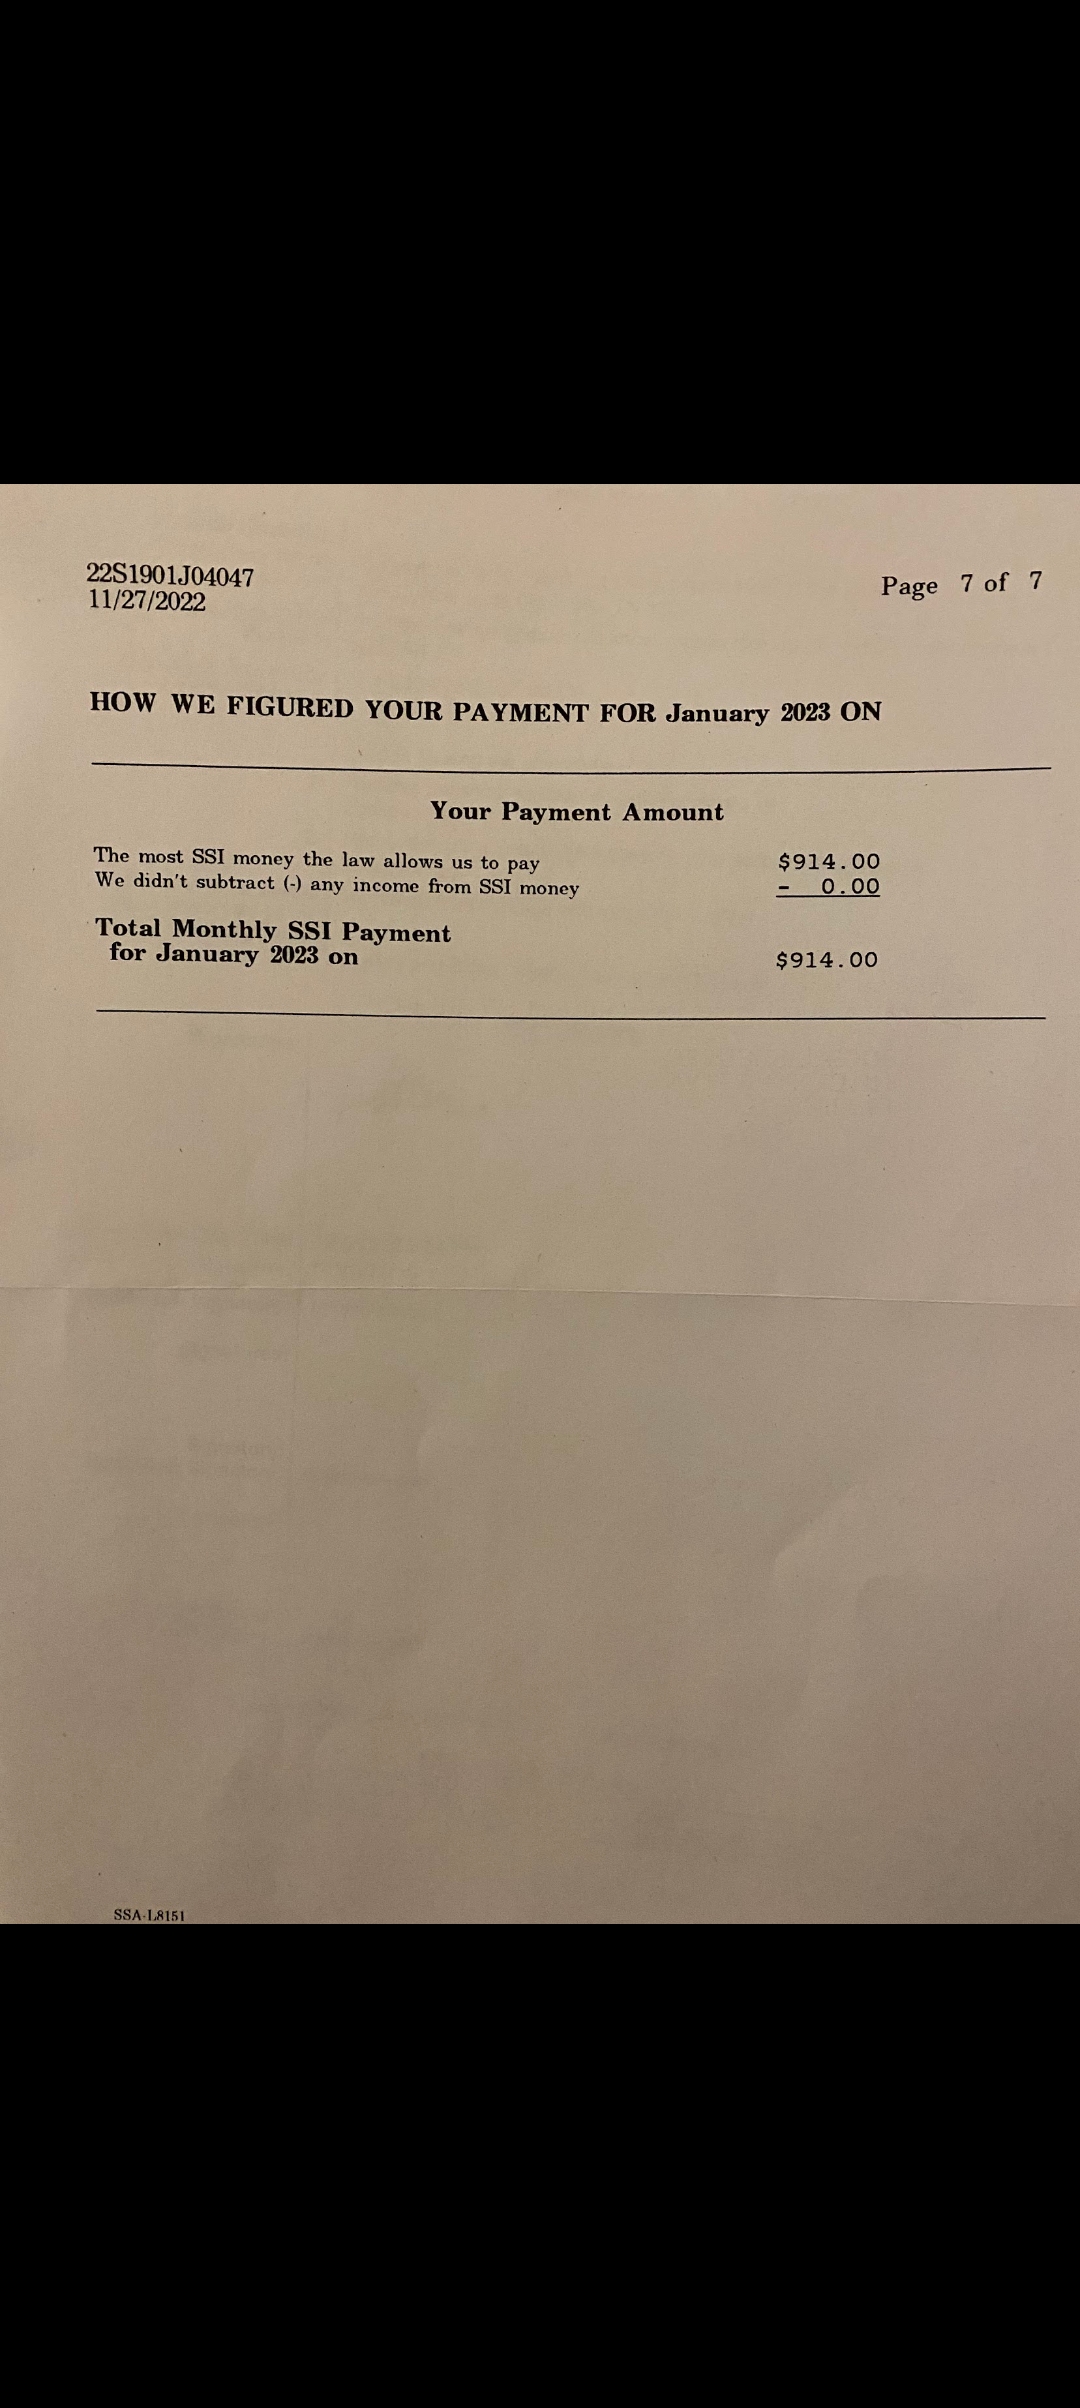 22S1901J04047
11/27/2022
Page 7 of 7
HOW WE FIGURED YOUR PAYMENT FOR January 2023 ON
Your Payment Amount
The most SSI money the law allows us to pay $914.00
We didn't subtract (-) any income from SSI money - 0.00
Total Monthly SSI Payment
for January 2023 on $914.00
SSA-L8151